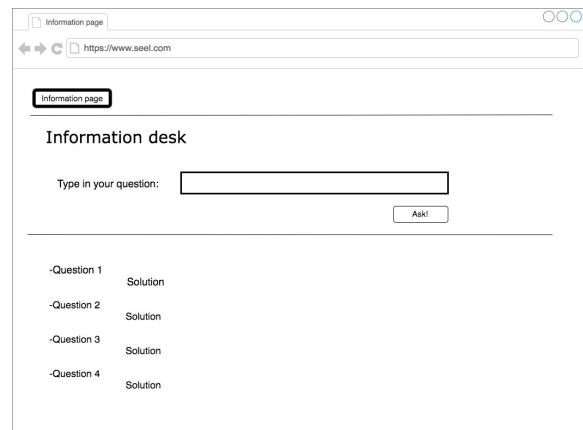 Information page
https://www.seel.com
Information page
Information desk
Type in your question:
Ask!
-Question 1
Solution
-Question 2
Solution
-Question 3
Solution
-Question 4
Solution